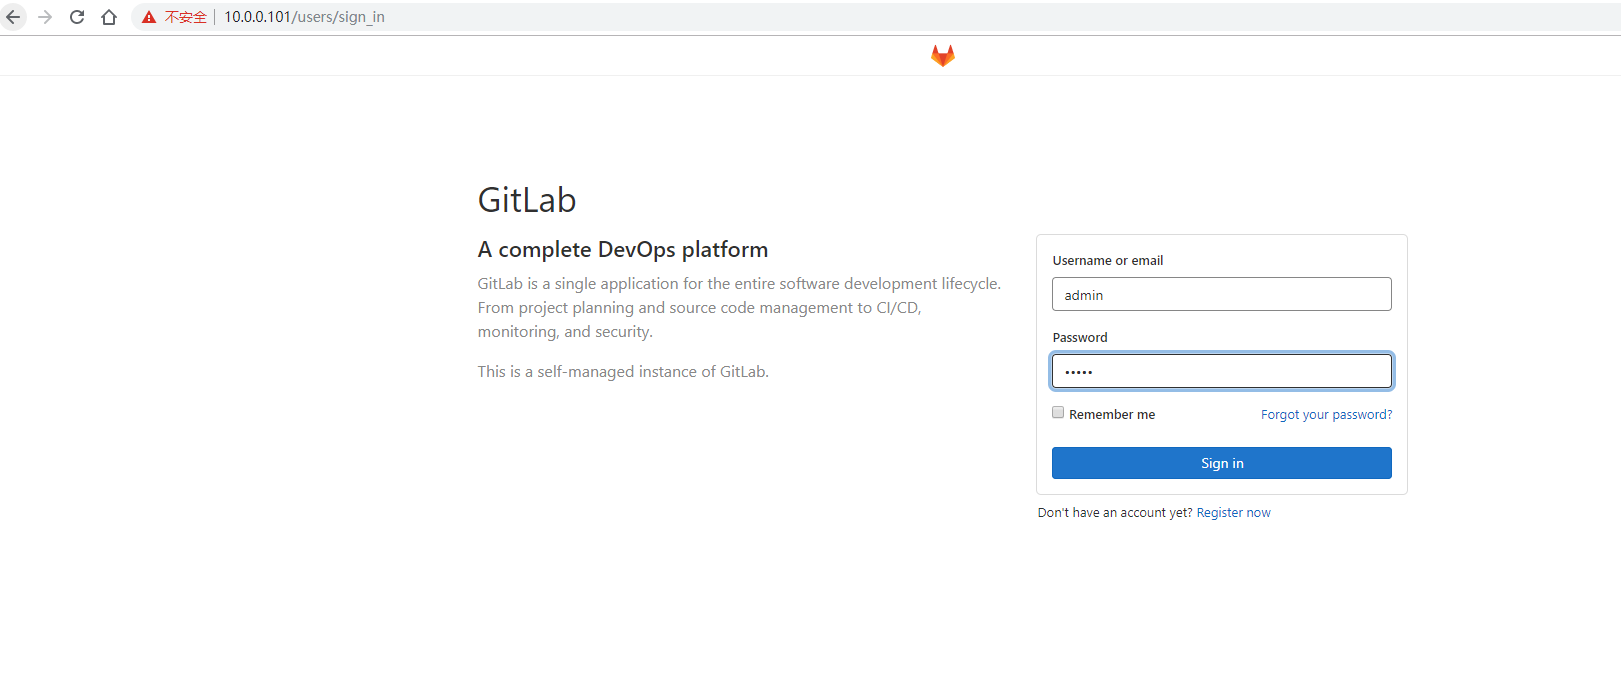 不安全 10.0.0.101/users/sign_in
GitLab
A complete DevOps platform
GitLab is a single application for the entire software development lifecycle.
From project planning and source code management to CI/CD,
monitoring, and security.
This is a self-managed instance of GitLab.
Username or email
admin
Password
•••••
Remember me Forgot your password?
Sign in
Don't have an account yet? Register now